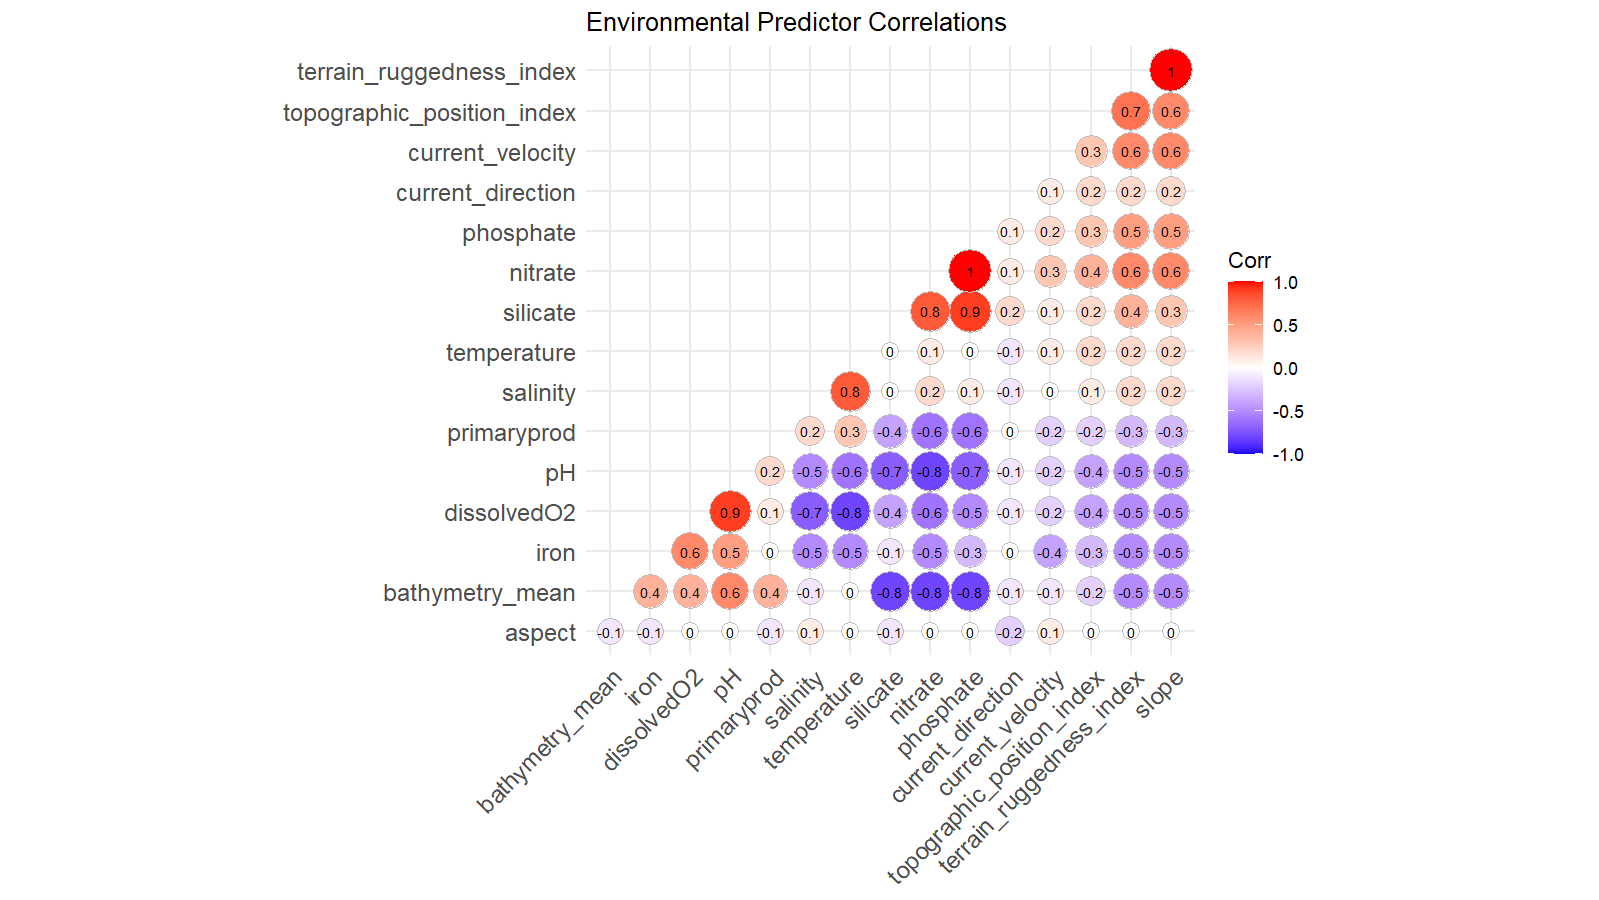 Environmental Predictor Correlations
terrain_ruggedness_index 1
topographic_position_index 0.7 0.6
current_velocity 0.3 0.6 0.6
current_direction 0.1 0.2 0.2 0.2
phosphate 0.1 0.2 0.3 0.5 0.5
nitrate 1 0.1 0.3 0.4 0.6 0.6
silicate 0.8 0.9 0.2 0.1 0.2 0.4 0.3
temperature 0 0.1 0 -0.1 0.1 0.2 0.2 0.2
salinity 0.8 0 0.2 0.1 -0.1 0 0.1 0.2 0.2
primaryprod 0.2 0.3 -0.4 -0.6 -0.6 0 -0.2 -0.2 -0.3 -0.3
pH 0.2 -0.5 -0.6 -0.7 -0.8 -0.7 -0.1 -0.2 -0.4 -0.5 -0.5
dissolvedO2 0.9 0.1 -0.7 -0.8 -0.4 -0.6 -0.5 -0.1 -0.2 -0.4 -0.5 -0.5
iron 0.6 0.5 0 -0.5 -0.5 -0.1 -0.5 -0.3 0 -0.4 -0.3 -0.5 -0.5
bathymetry_mean 0.4 0.4 0.6 0.4 -0.1 0 -0.8 -0.8 -0.8 -0.1 -0.1 -0.2 -0.5 -0.5
aspect -0.1 -0.1 0 0 -0.1 0.1 0 -0.1 0 0 -0.2 0.1 0 0 0
bathymetry_mean
iron
dissolvedO2
pH
primaryprod
salinity
temperature
silicate
nitrate
phosphate
current_direction
current_velocity
topographic_position_index
terrain_ruggedness_index
slope
Corr
1.0
0.5
0.0
-0.5
-1.0